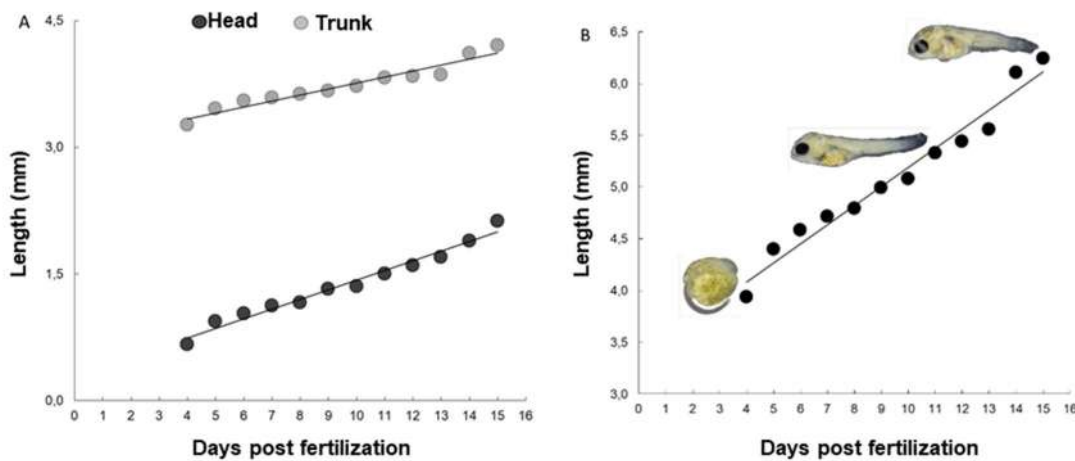 A
Head Trunk
Length (mm)
4,5
3,0
1,5
0,0
0 1 2 3 4 5 6 7 8 9 10 11 12 13 14 15 16
Days post fertilization
B
Length (mm)
6,5
6,0
5,5
5,0
4,5
4,0
3,5
3,0
0 1 2 3 4 5 6 7 8 9 10 11 12 13 14 15 16
Days post fertilization